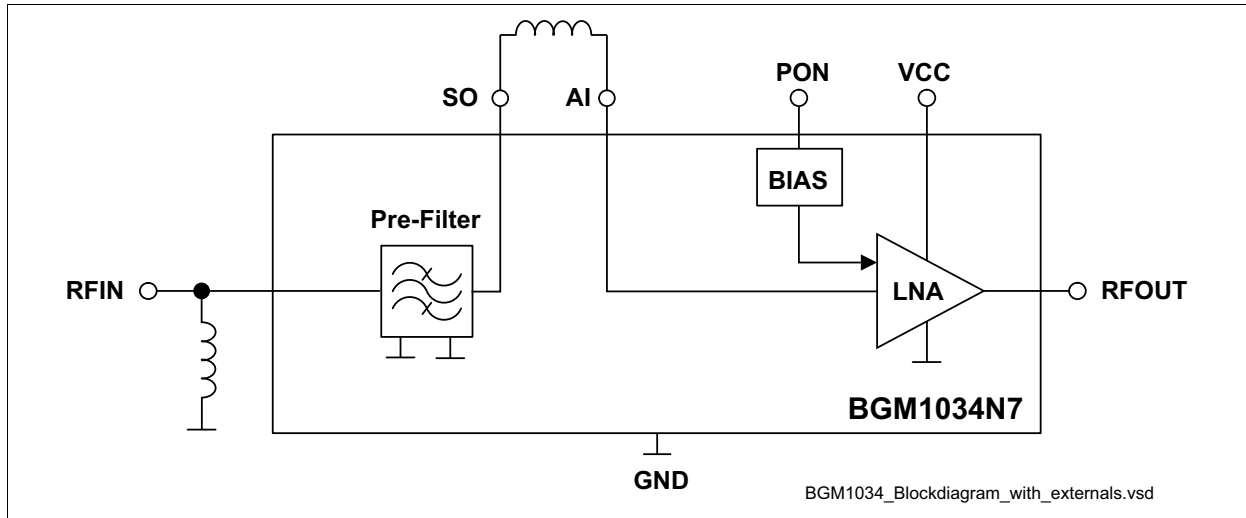 SO
AI
PON
VCC
BIAS
Pre-Filter
RFIN
LNA
RFOUT
BGM1034N7
GND
BGM1034_Blockdiagram_with_externals.vsd